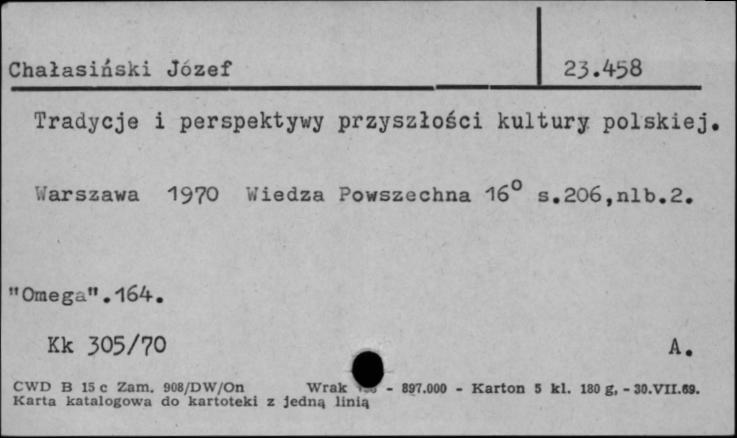 Chałasiński Józef 23.458
Tradycje i perspektywy przyszłości kultury polskiej.
Warszawa 1970 Wiedza Powszechna 16° s.206,nlb.2.
"Omega".164.
Kk 305/70 A.
CWD B 15 c Zam. 908/DW/On Wrak - 897.000 - Karton 5 kl. 180 g. - 30.VII.69.
Karta katalogowa do kartoteki z jedną linią